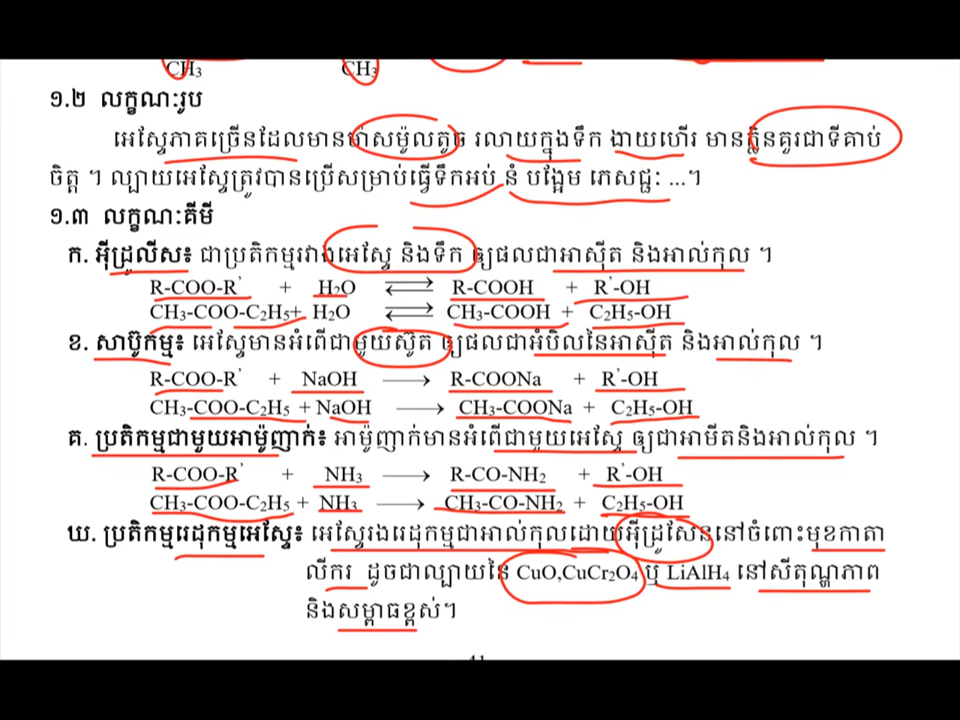 CH₃ CH₃
១.២ លក្ខណៈរូប
អេស្ទែភាគច្រើនដែលមានម៉ាសម៉ូលតូច រលាយក្នុងទឹក ងាយហើរ មានក្លិនគួរជាទីគាប់
ចិត្ត ។ ល្បាយអេស្ទែត្រូវបានប្រើសម្រាប់ធ្វើទឹកអប់ នំ បង្អែម ភេសជ្ជៈ ...។
១.៣ លក្ខណៈគីមី
ក. អ៊ីដ្រូលីស៖ ជាប្រតិកម្មរវាងអេស្ទែ និងទឹក ឲ្យផលជាអាស៊ីត និងអាល់កុល ។
R-COO-R' + H₂O ⇌ R-COOH + R'-OH
CH₃-COO-C₂H₅+ H₂O ⇌ CH₃-COOH + C₂H₅-OH
ខ. សាប៊ូកម្ម៖ អេស្ទែមានអំពើជាមួយស៊ូត ឲ្យផលជាអំបិលនៃអាស៊ីត និងអាល់កុល ។
R-COO-R' + NaOH ⟶ R-COONa + R'-OH
CH₃-COO-C₂H₅ + NaOH ⟶ CH₃-COONa + C₂H₅-OH
គ. ប្រតិកម្មជាមួយអាម៉ូញាក់៖ អាម៉ូញាក់មានអំពើជាមួយអេស្ទែ ឲ្យជាអាមីតនិងអាល់កុល ។
R-COO-R' + NH₃ ⟶ R-CO-NH₂ + R'-OH
CH₃-COO-C₂H₅ + NH₃ ⟶ CH₃-CO-NH₂ + C₂H₅-OH
ឃ. ប្រតិកម្មរេដុកម្មអេស្ទែ៖ អេស្ទែរងរេដុកម្មជាអាល់កុលដោយអ៊ីដ្រូសែននៅចំពោះមុខកាតា
លីករ ដូចជាល្បាយនៃ CuO,CuCr₂O₄ ឬ LiAlH₄ នៅសីតុណ្ហភាព
និងសម្ពាធខ្ពស់។